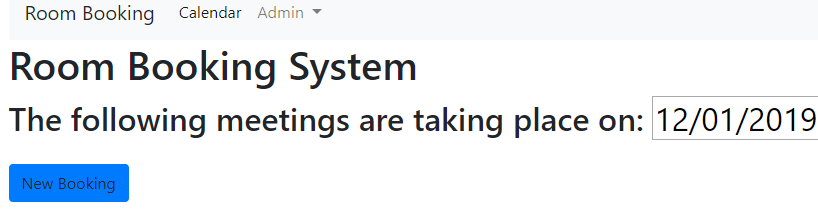 Room Booking Calendar Admin
Room Booking System
The following meetings are taking place on: 12/01/2019
New Booking